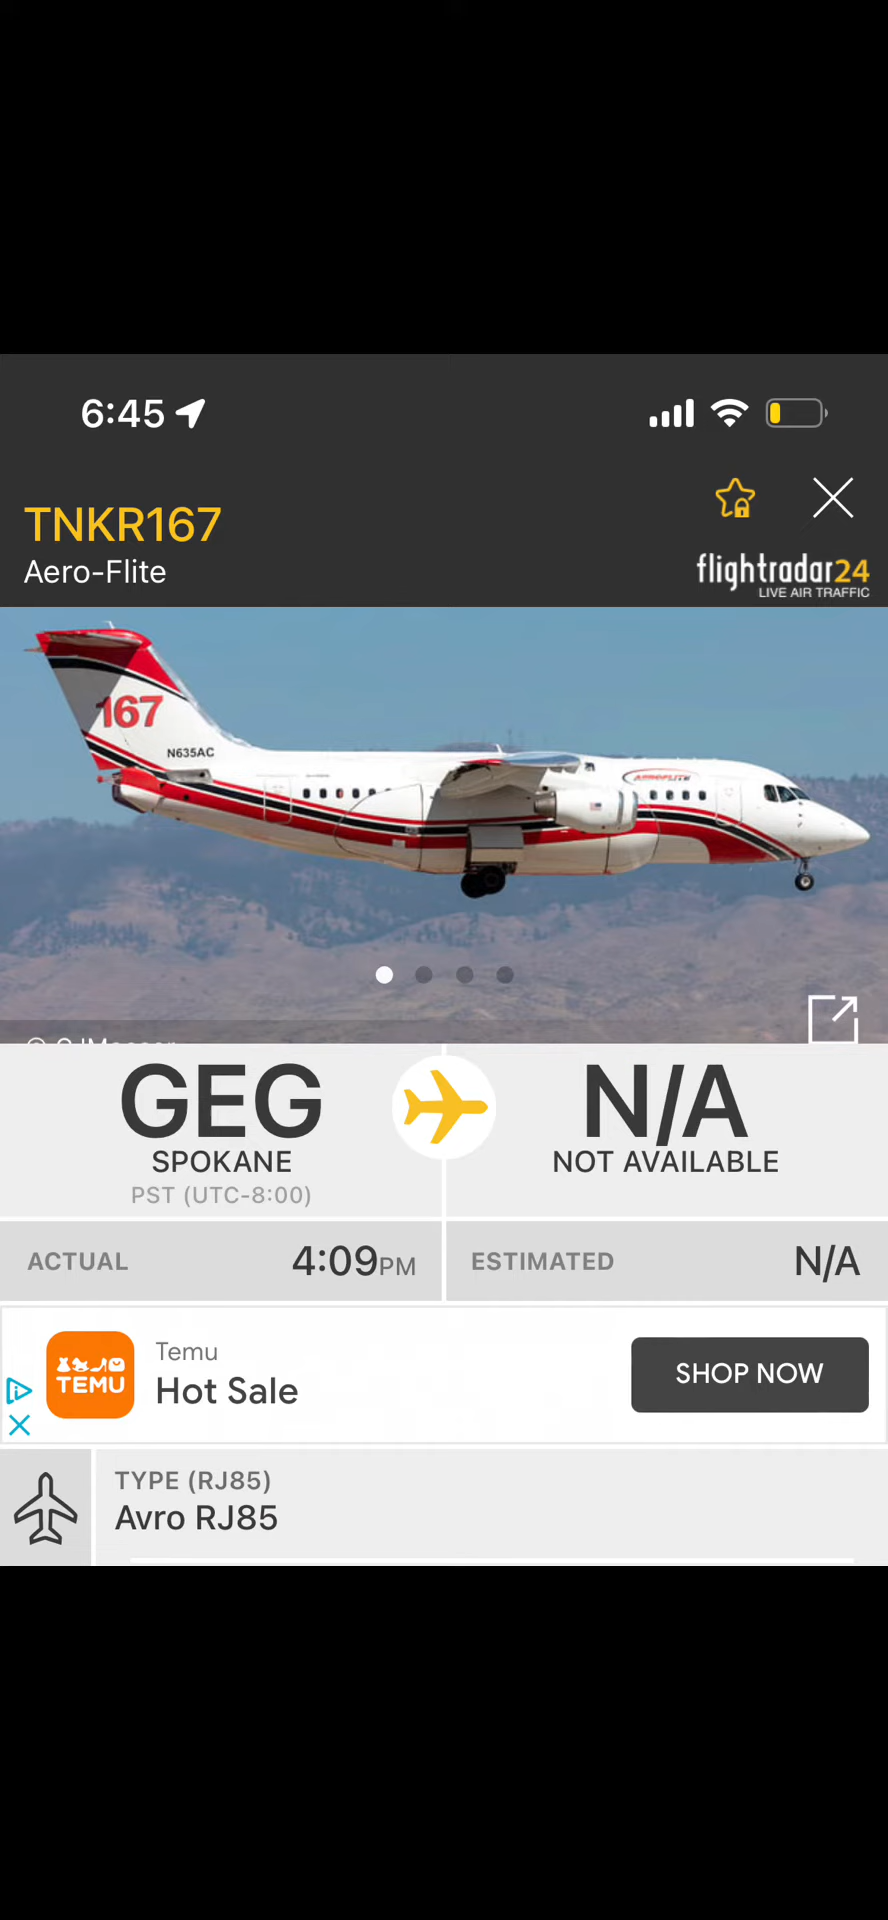 6:45
TNKR167
Aero-Flite
flightradar24
LIVE AIR TRAFFIC
167
N635AC
AEROFLITE
GEG
SPOKANE
PST (UTC-8:00)
N/A
NOT AVAILABLE
ACTUAL 4:09PM
ESTIMATED N/A
Temu
Hot Sale
TEMU
SHOP NOW
TYPE (RJ85)
Avro RJ85